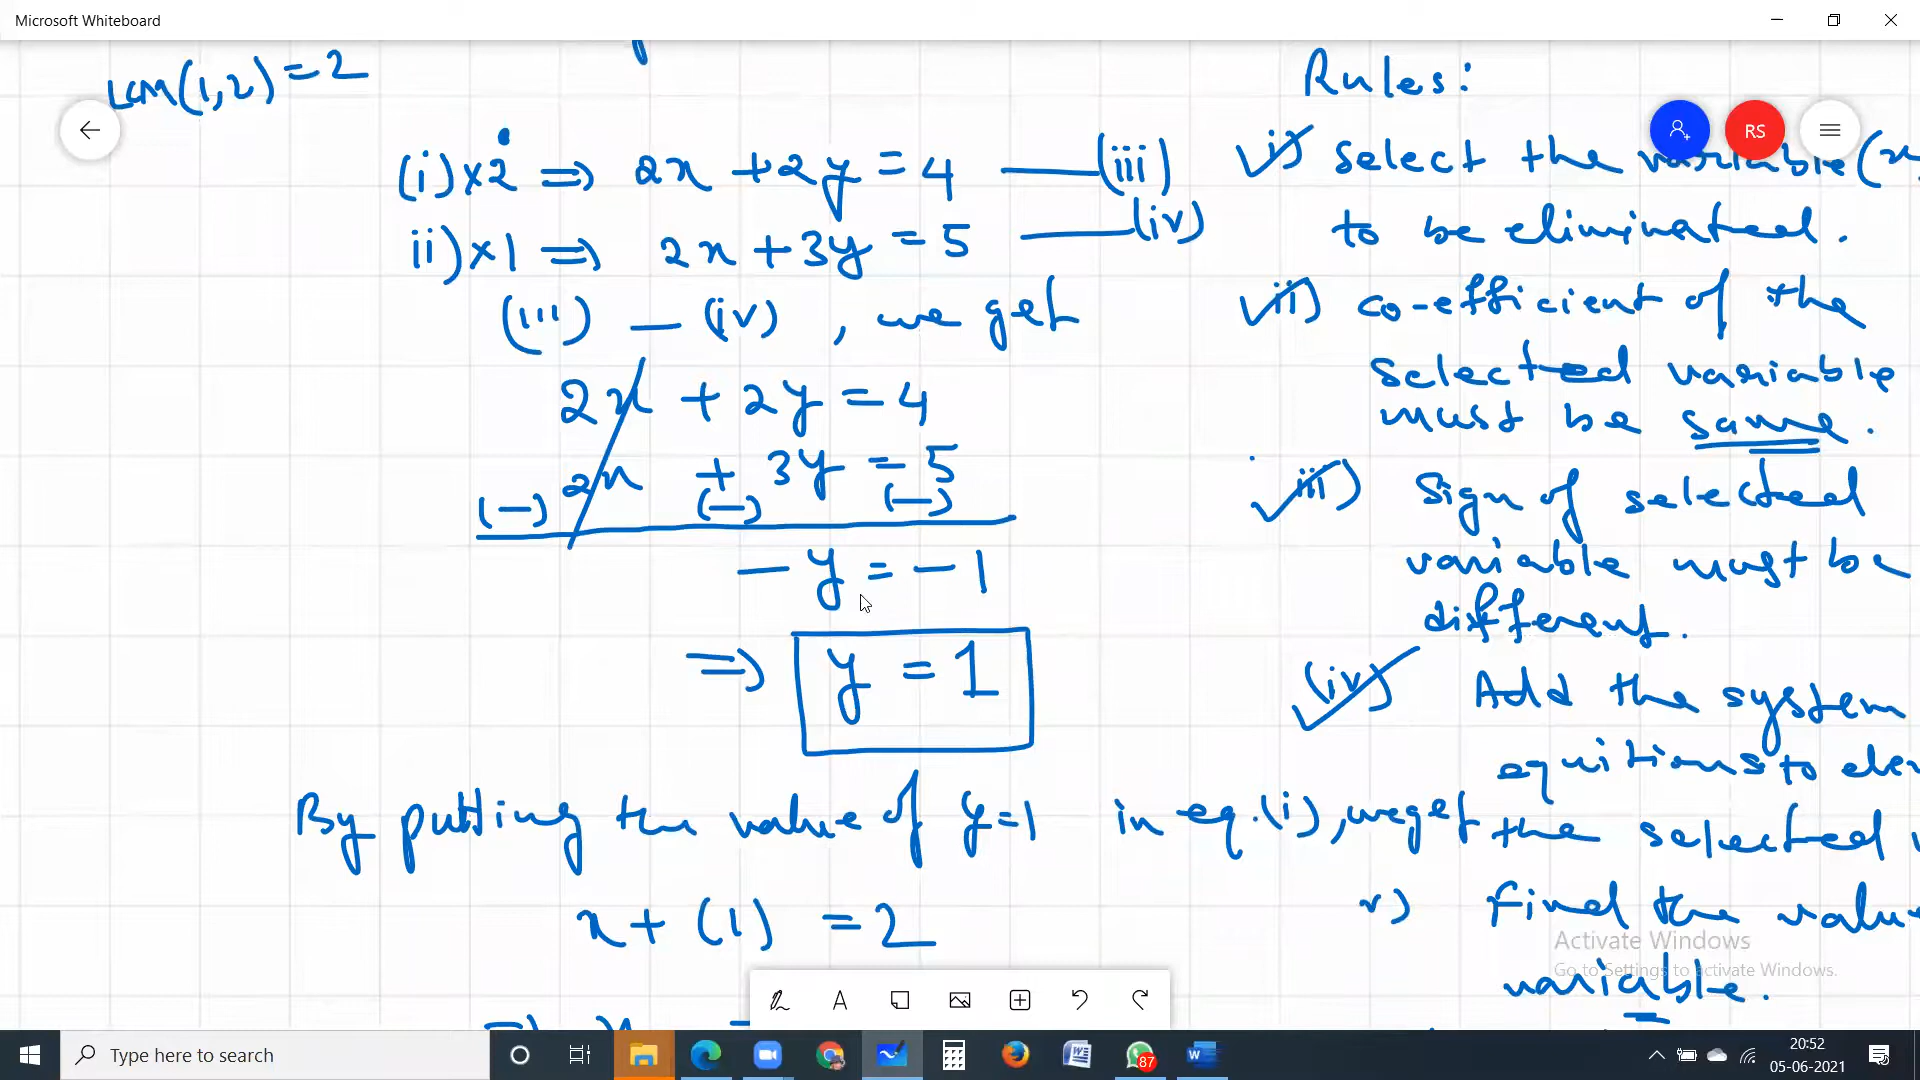 Microsoft Whiteboard
LCM(1,2)=2
(i)×2 ⇒ 2x + 2y = 4 —(iii)
ii)×1 ⇒ 2x + 3y = 5 —(iv)
(iii) — (iv), we get
2x + 2y = 4
2x + 3y = 5
(−) (−) (−)
− y = − 1
⇒ y = 1
By putting the value of y=1 in eq.(i), we get
x + (1) = 2
⇒ x
Rules:
i) select the variable (x
to be eliminated.
ii) co-efficient of the
selected variable
must be same.
iii) Sign of selected
variable must be
different.
(iv) Add the system
equitions to
the selected
v) Find the value
variable.
RS
A
Activate Windows
Go to Settings to activate Windows.
Type here to search
87
20:52
05-06-2021